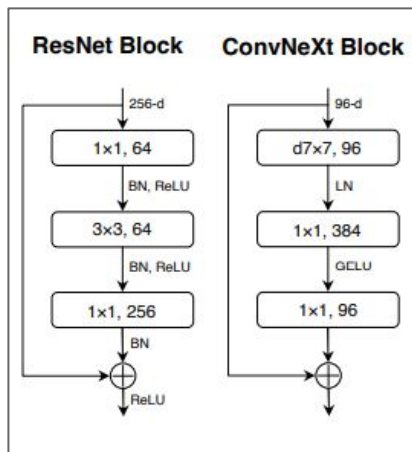 ResNet Block
256-d
1×1, 64
BN, ReLU
3×3, 64
BN, ReLU
1×1, 256
BN
ReLU
ConvNeXt Block
96-d
d7×7, 96
LN
1×1, 384
GELU
1×1, 96